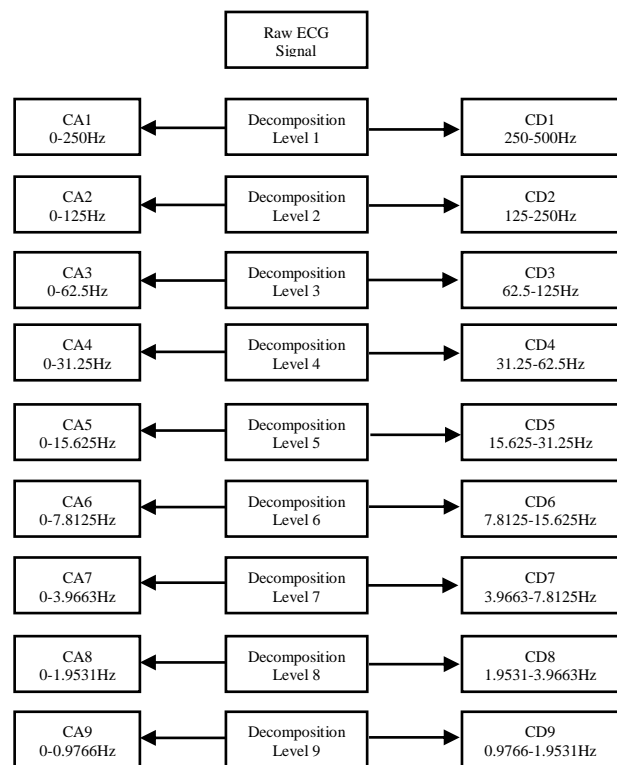 Raw ECG
Signal
CA1
0-250Hz
Decomposition
Level 1
CD1
250-500Hz
CA2
0-125Hz
Decomposition
Level 2
CD2
125-250Hz
CA3
0-62.5Hz
Decomposition
Level 3
CD3
62.5-125Hz
CA4
0-31.25Hz
Decomposition
Level 4
CD4
31.25-62.5Hz
CA5
0-15.625Hz
Decomposition
Level 5
CD5
15.625-31.25Hz
CA6
0-7.8125Hz
Decomposition
Level 6
CD6
7.8125-15.625Hz
CA7
0-3.9663Hz
Decomposition
Level 7
CD7
3.9663-7.8125Hz
CA8
0-1.9531Hz
Decomposition
Level 8
CD8
1.9531-3.9663Hz
CA9
0-0.9766Hz
Decomposition
Level 9
CD9
0.9766-1.9531Hz